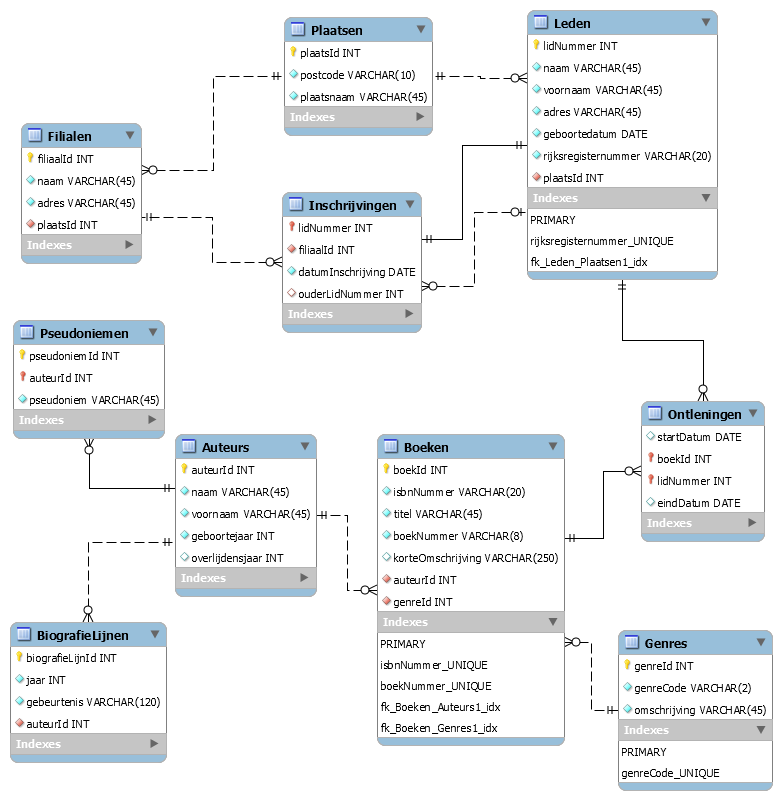 Plaatsen
plaatsId INT
postcode VARCHAR(10)
plaatsnaam VARCHAR(45)
Indexes
Leden
lidNummer INT
naam VARCHAR(45)
voornaam VARCHAR(45)
adres VARCHAR(45)
geboortedatum DATE
rijksregisternummer VARCHAR(20)
plaatsId INT
Indexes
PRIMARY
rijksregisternummer_UNIQUE
fk_Leden_Plaatsen1_idx
Filialen
filiaalId INT
naam VARCHAR(45)
adres VARCHAR(45)
plaatsId INT
Indexes
Inschrijvingen
lidNummer INT
filiaalId INT
datumInschrijving DATE
ouderLidNummer INT
Indexes
Pseudoniemen
pseudoniemId INT
auteurId INT
pseudoniem VARCHAR(45)
Indexes
Auteurs
auteurId INT
naam VARCHAR(45)
voornaam VARCHAR(45)
geboortejaar INT
overlijdensjaar INT
Indexes
Boeken
boekId INT
isbnNummer VARCHAR(20)
titel VARCHAR(45)
boekNummer VARCHAR(8)
korteOmschrijving VARCHAR(250)
auteurId INT
genreId INT
Indexes
PRIMARY
isbnNummer_UNIQUE
boekNummer_UNIQUE
fk_Boeken_Auteurs1_idx
fk_Boeken_Genres1_idx
Ontleningen
startDatum DATE
boekId INT
lidNummer INT
eindDatum DATE
Indexes
BiografieLijnen
biografieLijnId INT
jaar INT
gebeurtenis VARCHAR(120)
auteurId INT
Indexes
Genres
genreId INT
genreCode VARCHAR(2)
omschrijving VARCHAR(45)
Indexes
PRIMARY
genreCode_UNIQUE